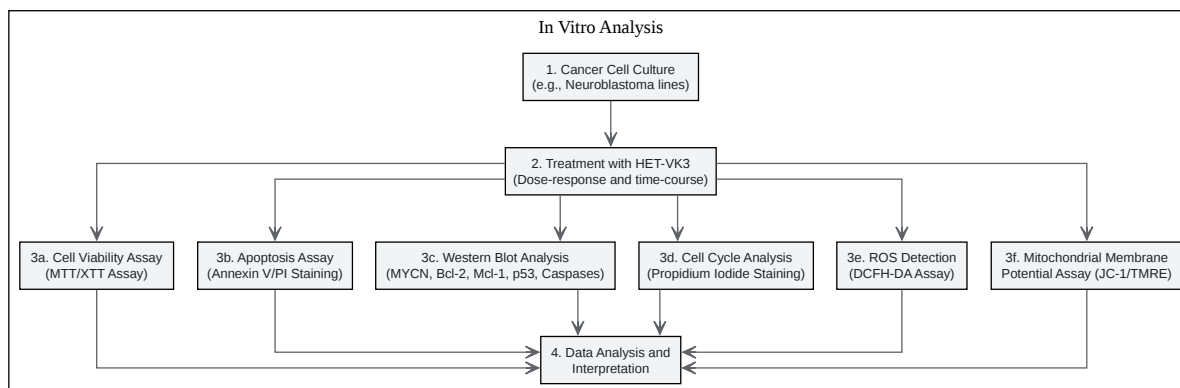 In Vitro Analysis
1. Cancer Cell Culture
(e.g., Neuroblastoma lines)
2. Treatment with HET-VK3
(Dose-response and time-course)
3a. Cell Viability Assay
(MTT/XTT Assay)
3b. Apoptosis Assay
(Annexin V/PI Staining)
3c. Western Blot Analysis
(MYCN, Bcl-2, Mcl-1, p53, Caspases)
3d. Cell Cycle Analysis
(Propidium Iodide Staining)
3e. ROS Detection
(DCFH-DA Assay)
3f. Mitochondrial Membrane
Potential Assay (JC-1/TMRE)
4. Data Analysis and
Interpretation